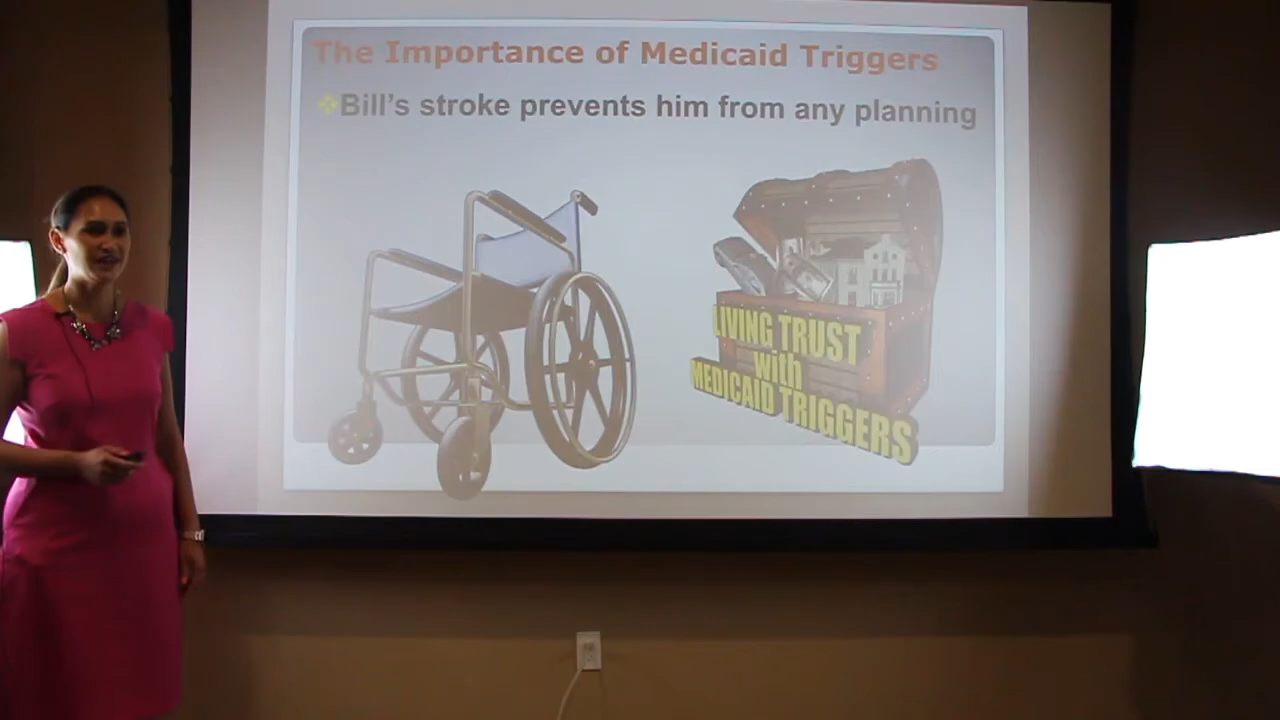 The Importance of Medicaid Triggers
Bill's stroke prevents him from any planning
LIVING TRUST
with
MEDICAID TRIGGERS